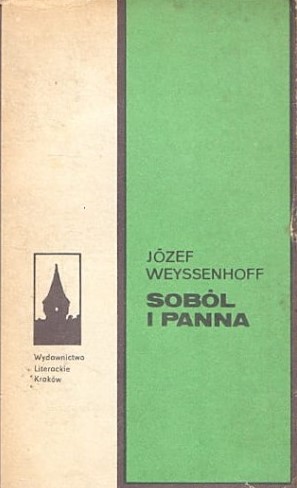 JÓZEF
WEYSSENHOFF
SOBÓL
I PANNA
Wydawnictwo
Literackie
Kraków